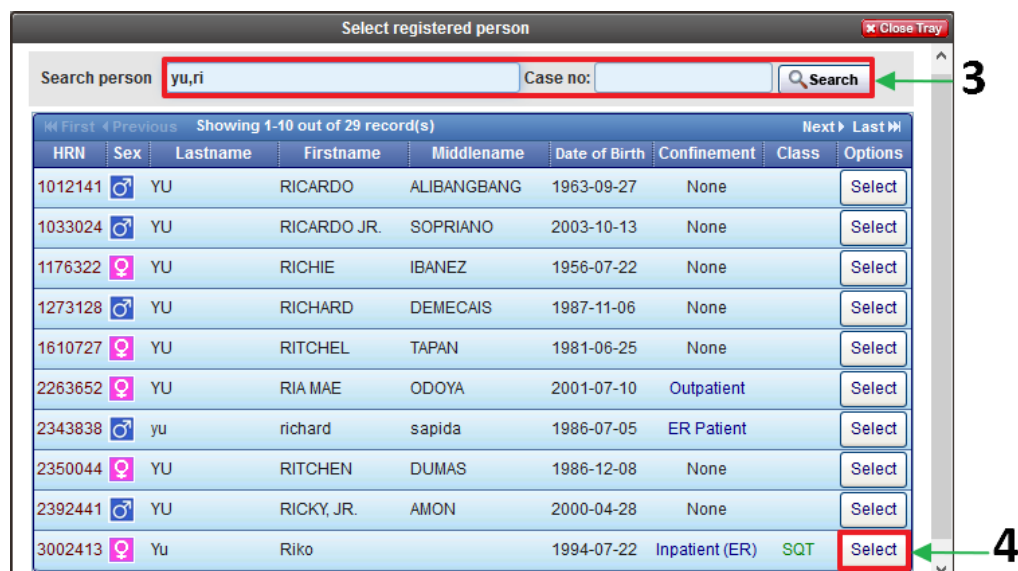 Select registered person Close Tray
Search person yu,ri Case no: Search 3
First Previous Showing 1-10 out of 29 record(s) Next Last
HRN Sex Lastname Firstname Middlename Date of Birth Confinement Class Options
1012141 YU RICARDO ALIBANGBANG 1963-09-27 None Select
1033024 YU RICARDO JR. SOPRIANO 2003-10-13 None Select
1176322 YU RICHIE IBANEZ 1956-07-22 None Select
1273128 YU RICHARD DEMECAIS 1987-11-06 None Select
1610727 YU RITCHEL TAPAN 1981-06-25 None Select
2263652 YU RIA MAE ODOYA 2001-07-10 Outpatient Select
2343838 yu richard sapida 1986-07-05 ER Patient Select
2350044 YU RITCHEN DUMAS 1986-12-08 None Select
2392441 YU RICKY, JR. AMON 2000-04-28 None Select
3002413 Yu Riko 1994-07-22 Inpatient (ER) SQT Select 4